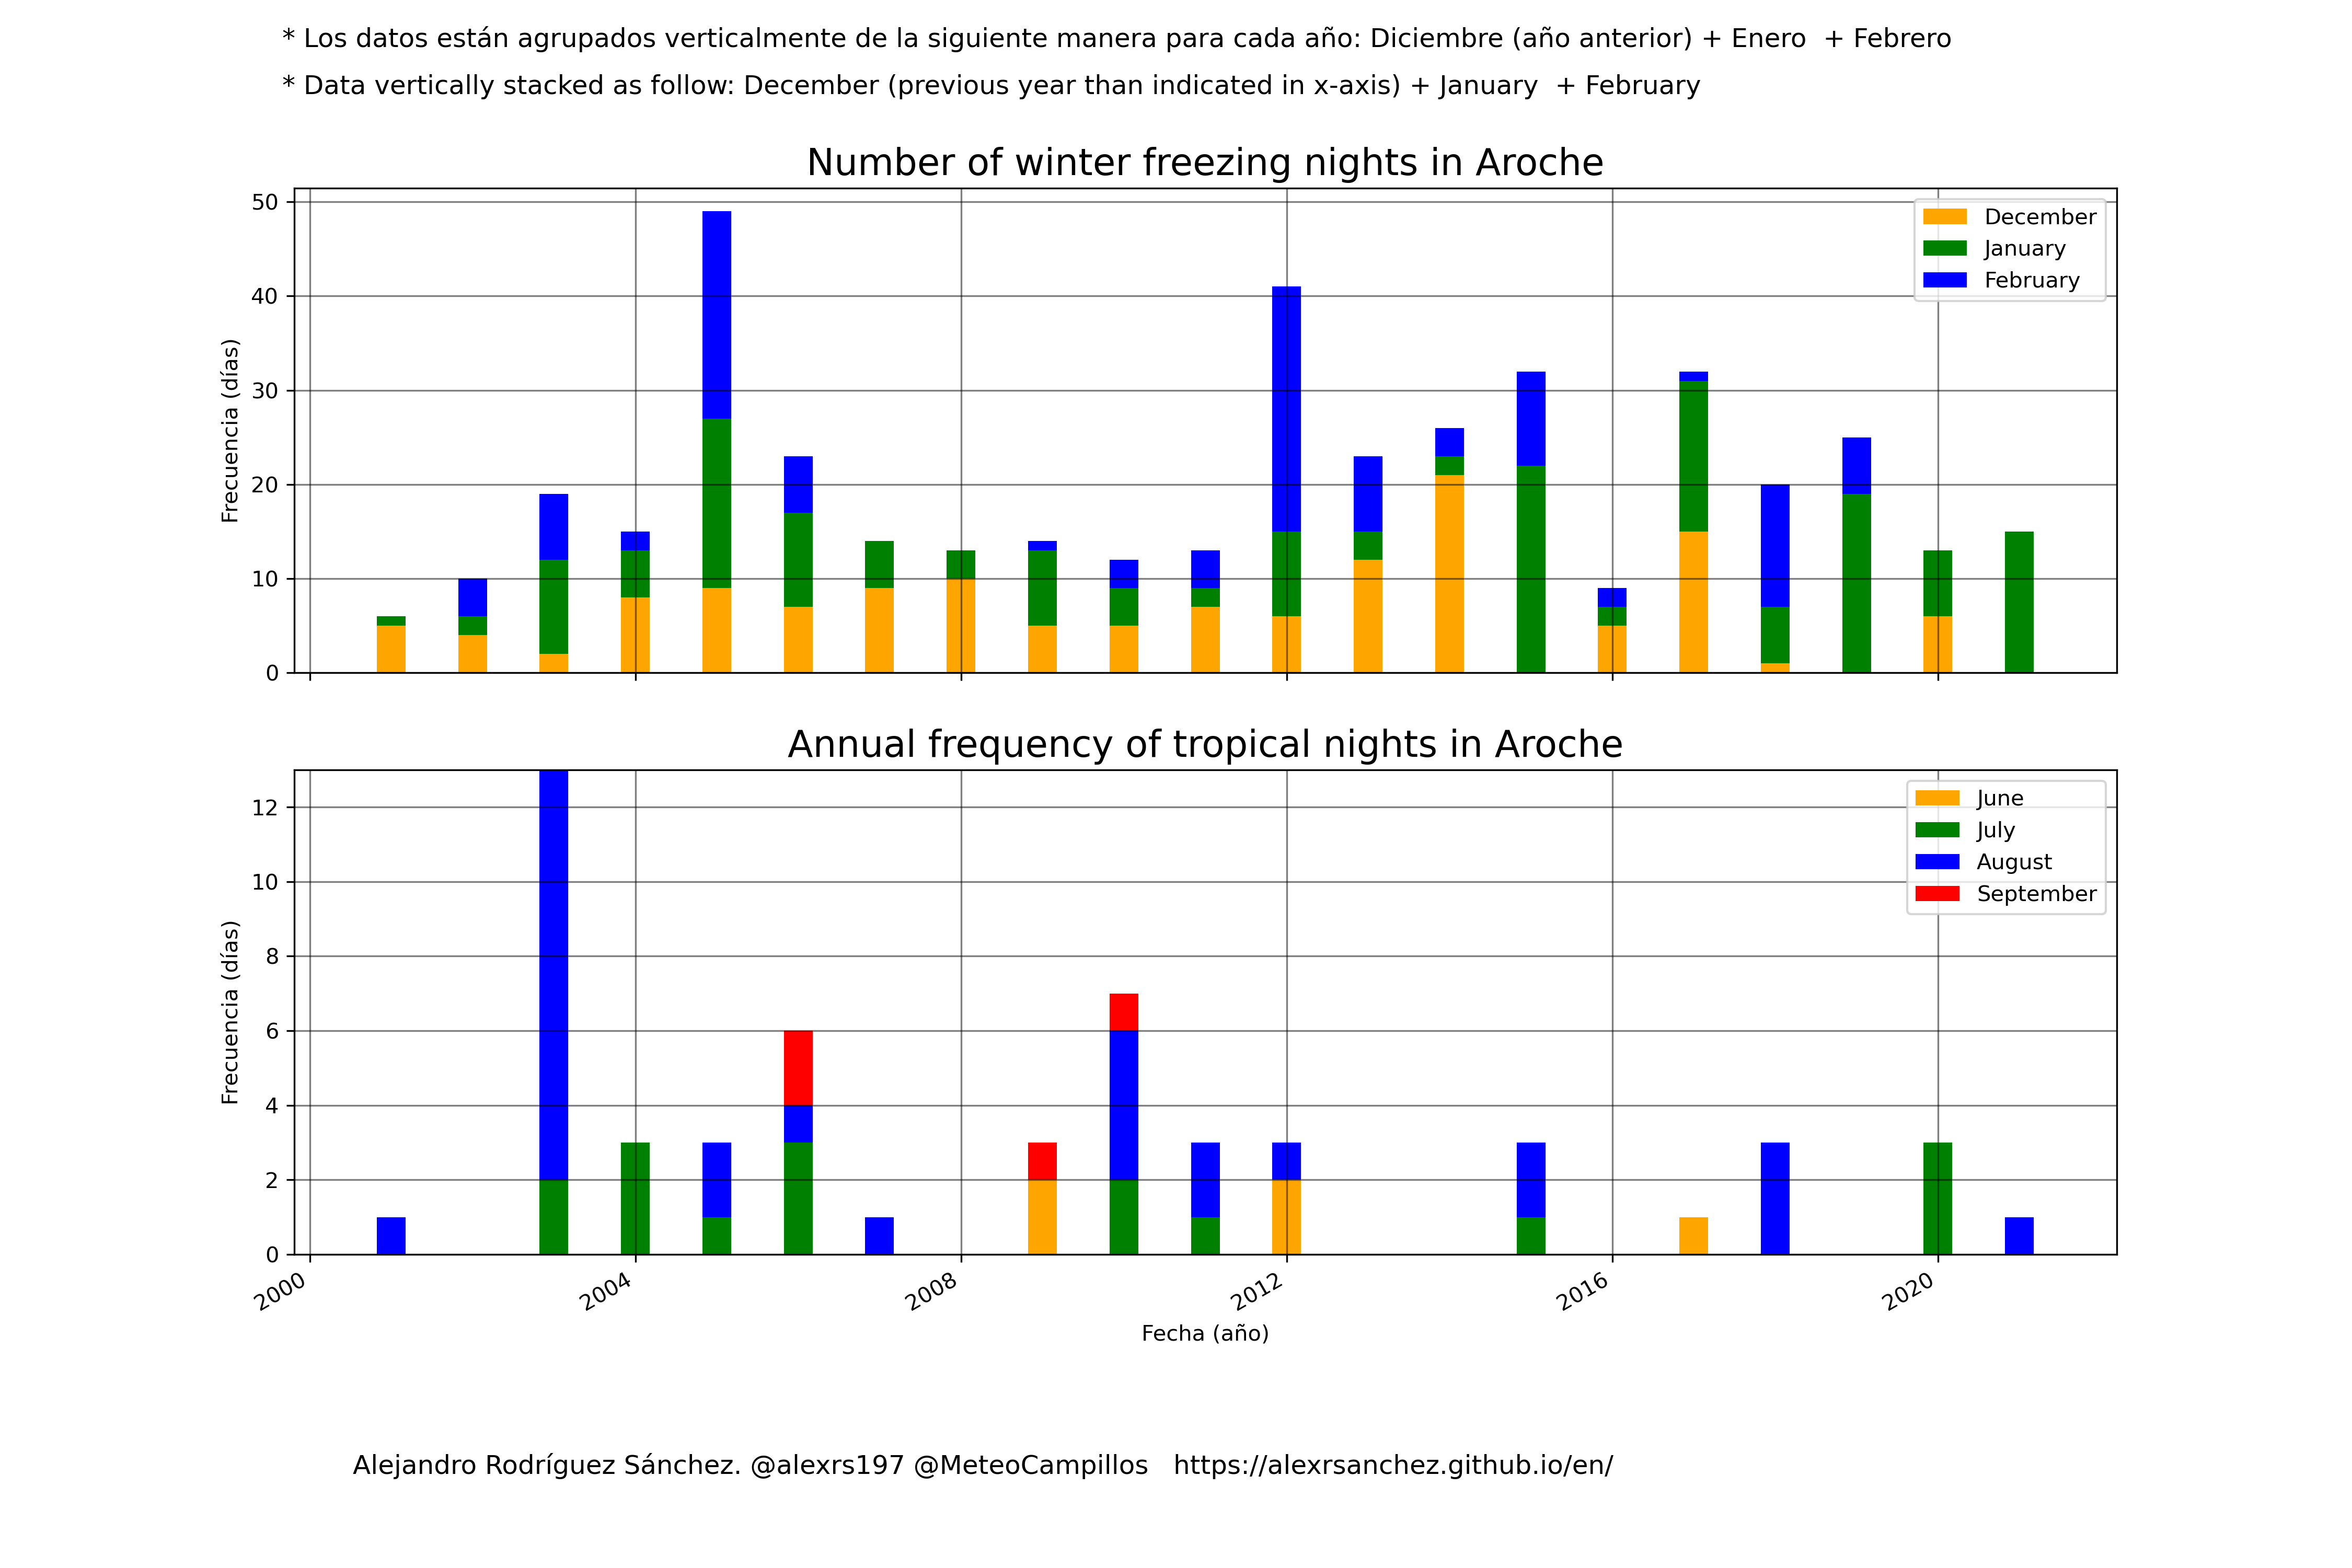 * Los datos están agrupados verticalmente de la siguiente manera para cada año: Diciembre (año anterior) + Enero  + Febrero
* Data vertically stacked as follow: December (previous year than indicated in x-axis) + January  + February
Number of winter freezing nights in Aroche
50
40
30
20
10
0
Frecuencia (días)
December
January
February
Annual frequency of tropical nights in Aroche
12
10
8
6
4
2
0
Frecuencia (días)
June
July
August
September
2000
2004
2008
2012
2016
2020
Fecha (año)
Alejandro Rodríguez Sánchez. @alexrs197 @MeteoCampillos   https://alexrsanchez.github.io/en/